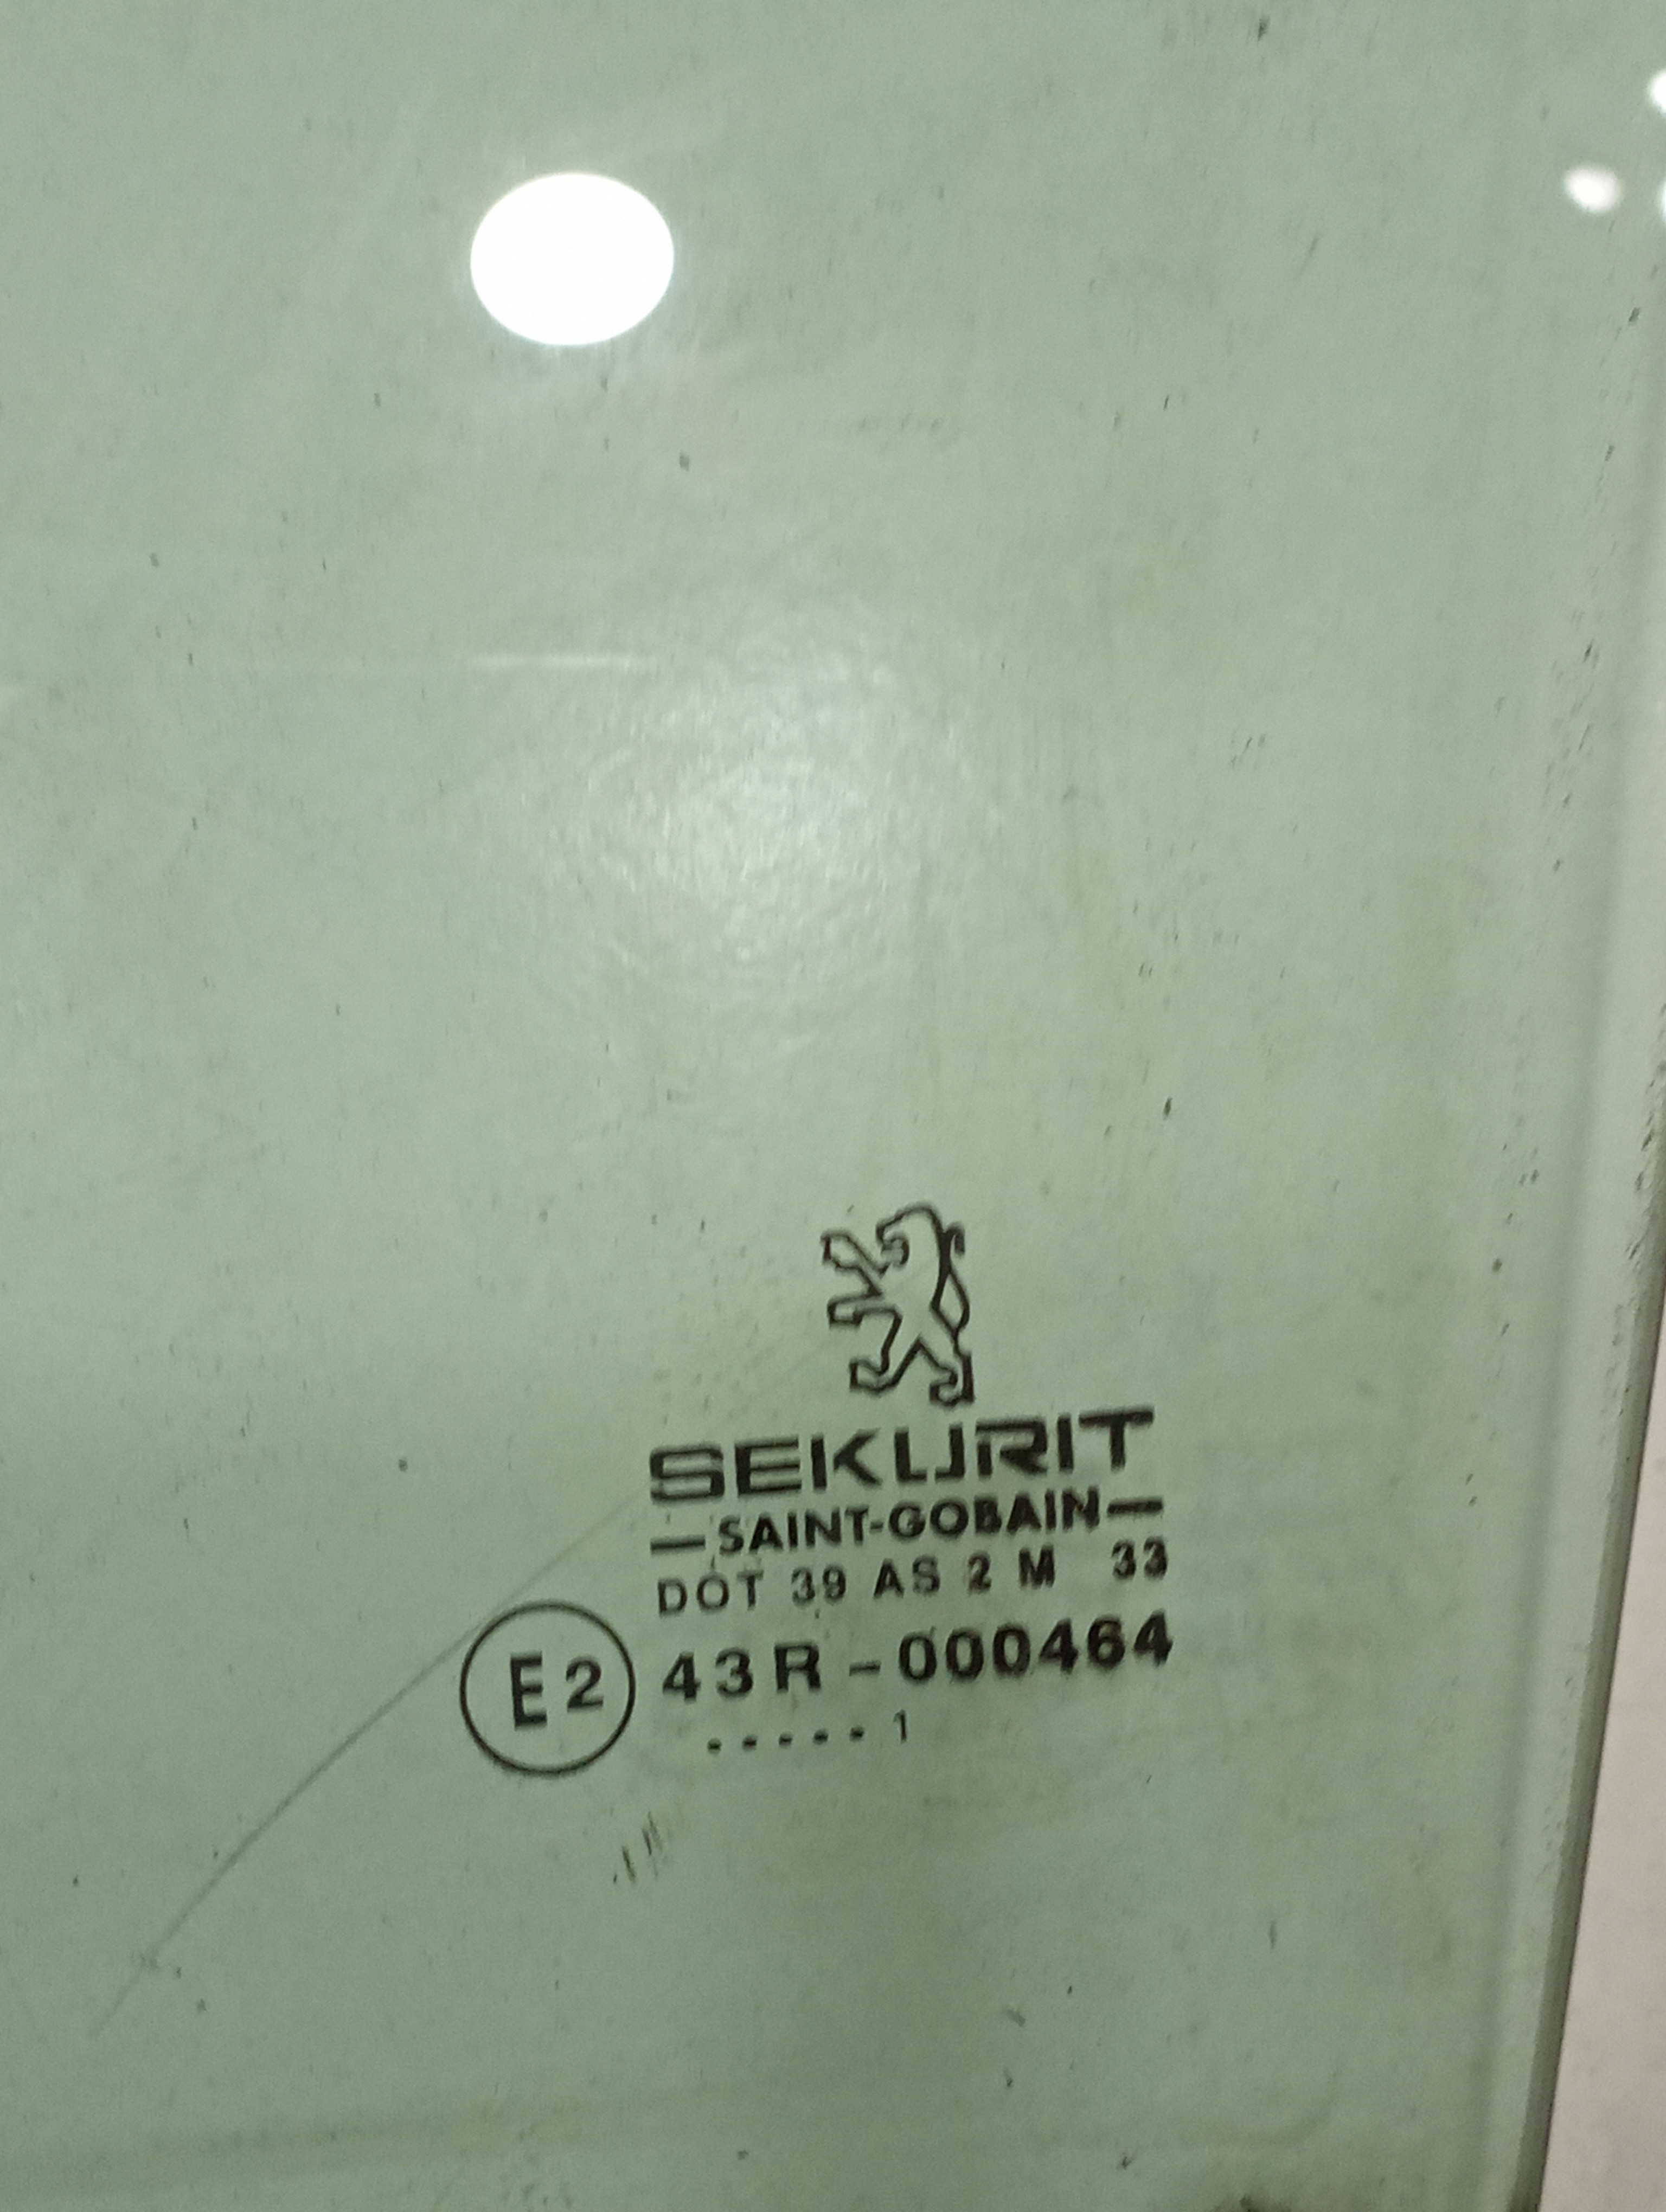 SEKURIT
—SAINT-GOBAIN—
DOT 39 AS 2 M 33
E2 43R-000464
.....1